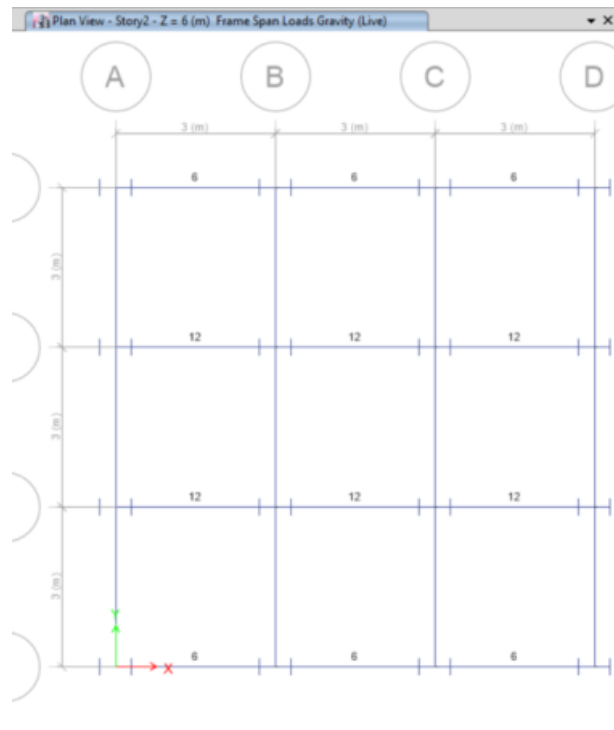 Plan View - Story2 - Z = 6 (m) Frame Span Loads Gravity (Live)
A B C D
3 (m) 3 (m) 3 (m)
6 6 6
3 (m)
12 12 12
3 (m)
12 12 12
3 (m)
Y
X
6 6 6